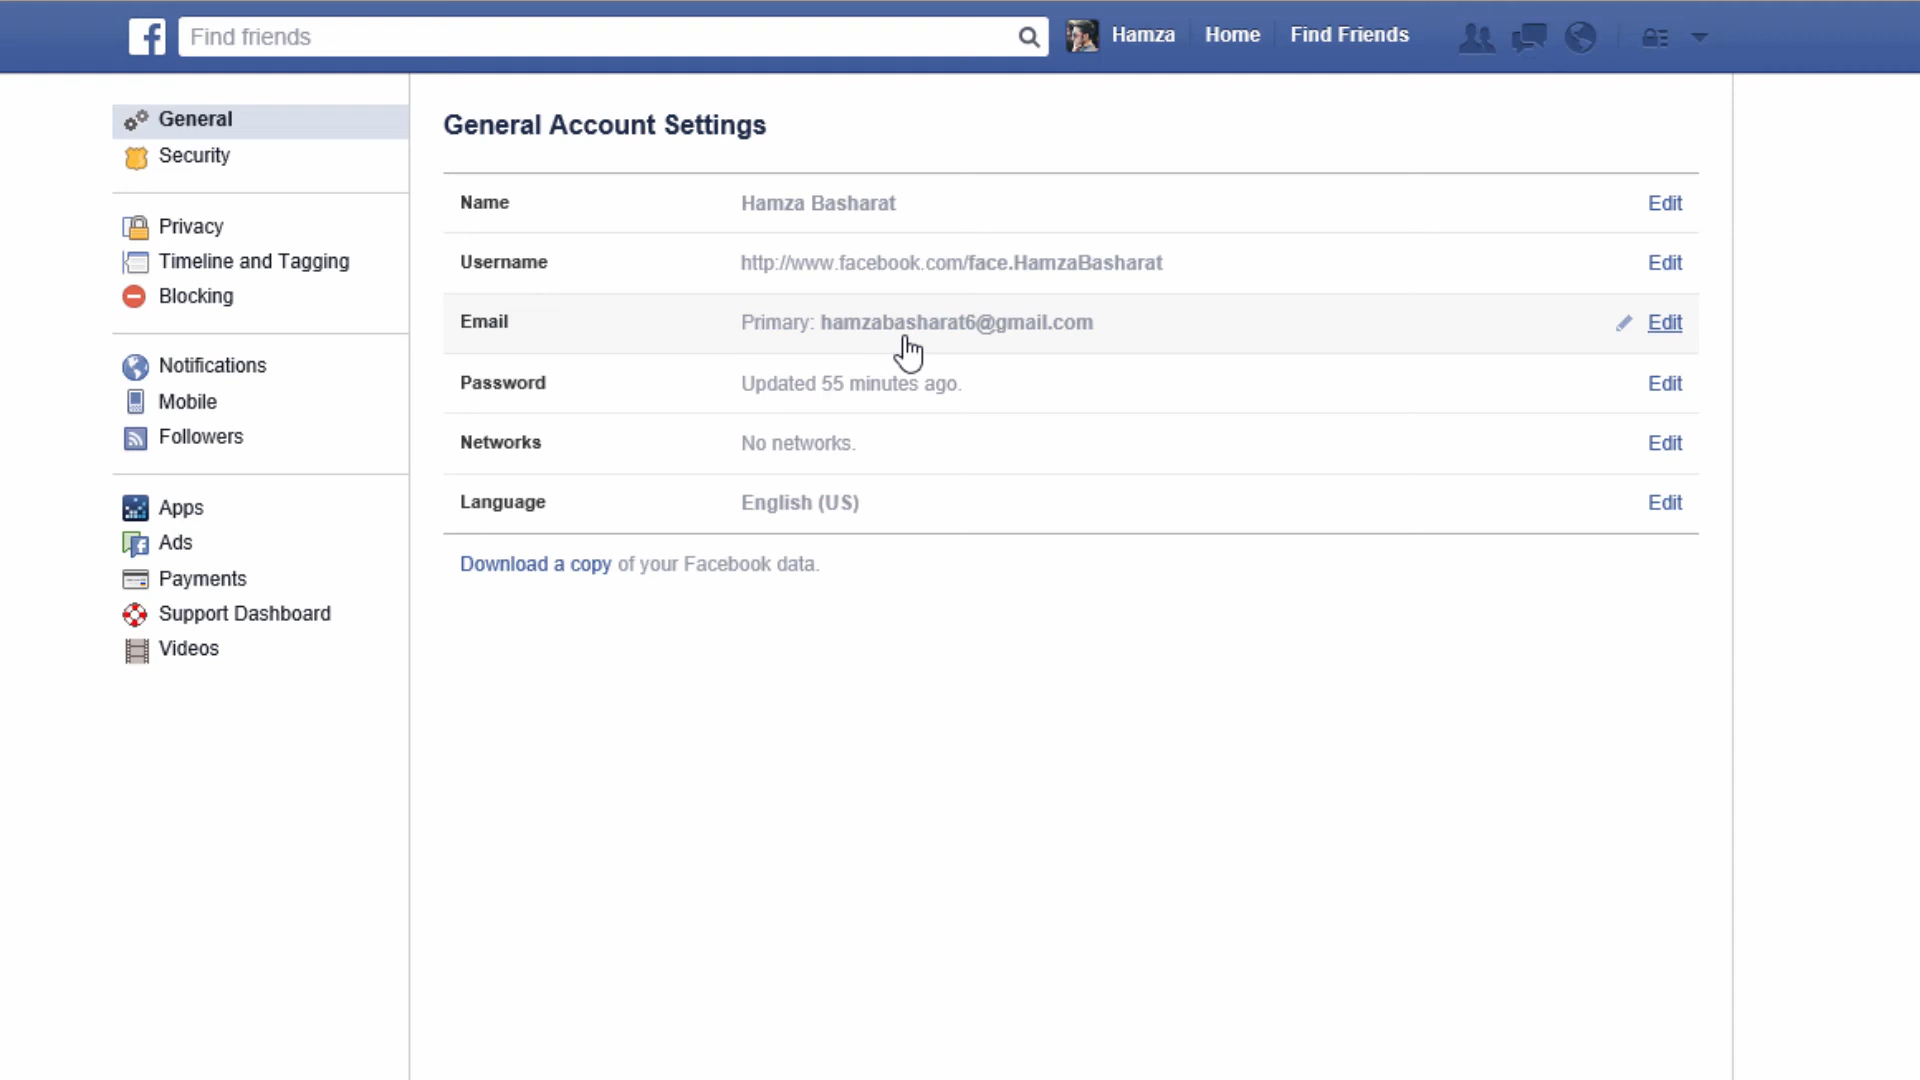 Find friends
Hamza Home Find Friends
General
Security
Privacy
Timeline and Tagging
Blocking
Notifications
Mobile
Followers
Apps
Ads
Payments
Support Dashboard
Videos
General Account Settings
Name Hamza Basharat Edit
Username http://www.facebook.com/face.HamzaBasharat Edit
Email Primary: hamzabasharat6@gmail.com Edit
Password Updated 55 minutes ago. Edit
Networks No networks. Edit
Language English (US) Edit
Download a copy of your Facebook data.